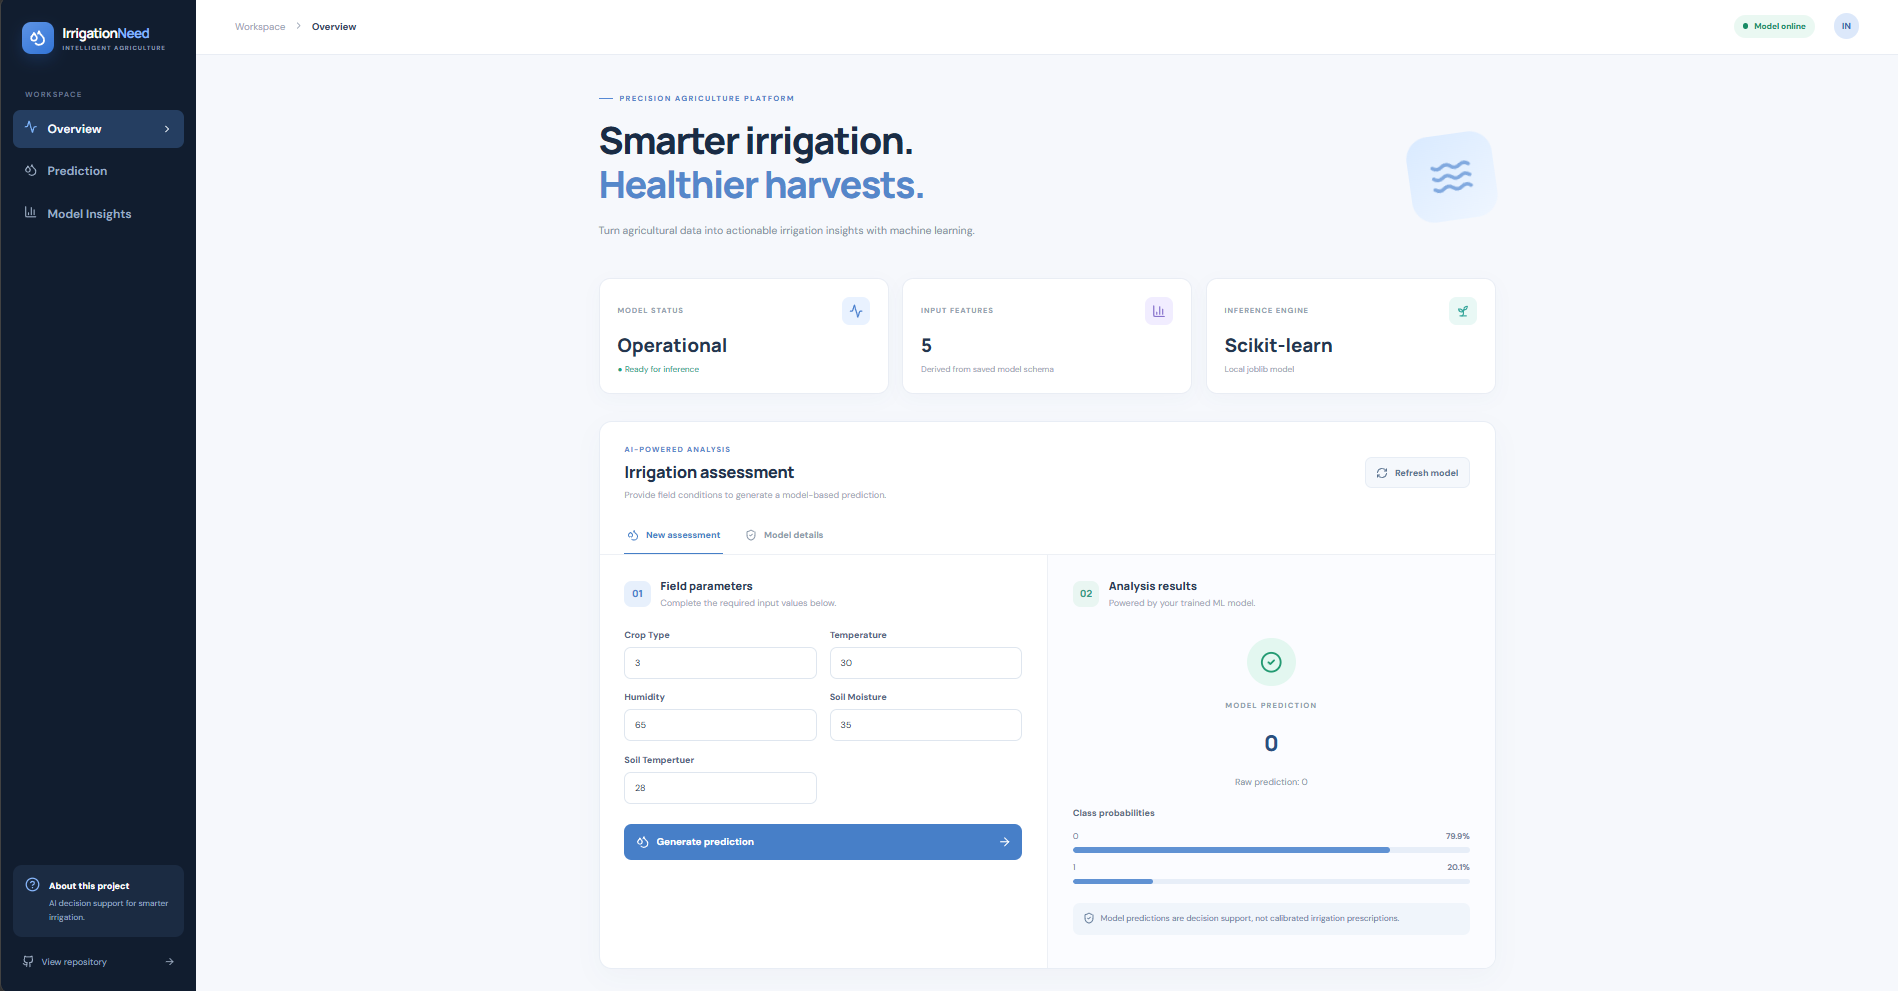 IrrigationNeed
INTELLIGENT AGRICULTURE
WORKSPACE
Overview
Prediction
Model Insights
About this project
AI decision support for smarter
irrigation.
View repository
Workspace
Overview
Model online
IN
PRECISION AGRICULTURE PLATFORM
Smarter irrigation.
Healthier harvests.
Turn agricultural data into actionable irrigation insights with machine learning.
MODEL STATUS
Operational
Ready for inference
INPUT FEATURES
5
Derived from saved model schema
INFERENCE ENGINE
Scikit-learn
Local joblib model
AI-POWERED ANALYSIS
Irrigation assessment
Provide field conditions to generate a model-based prediction.
Refresh model
New assessment
Model details
01
Field parameters
Complete the required input values below.
Crop Type
3
Temperature
30
Humidity
65
Soil Moisture
35
Soil Tempertuer
28
Generate prediction
02
Analysis results
Powered by your trained ML model.
MODEL PREDICTION
0
Raw prediction: 0
Class probabilities
0 79.9%
1 20.1%
Model predictions are decision support, not calibrated irrigation prescriptions.